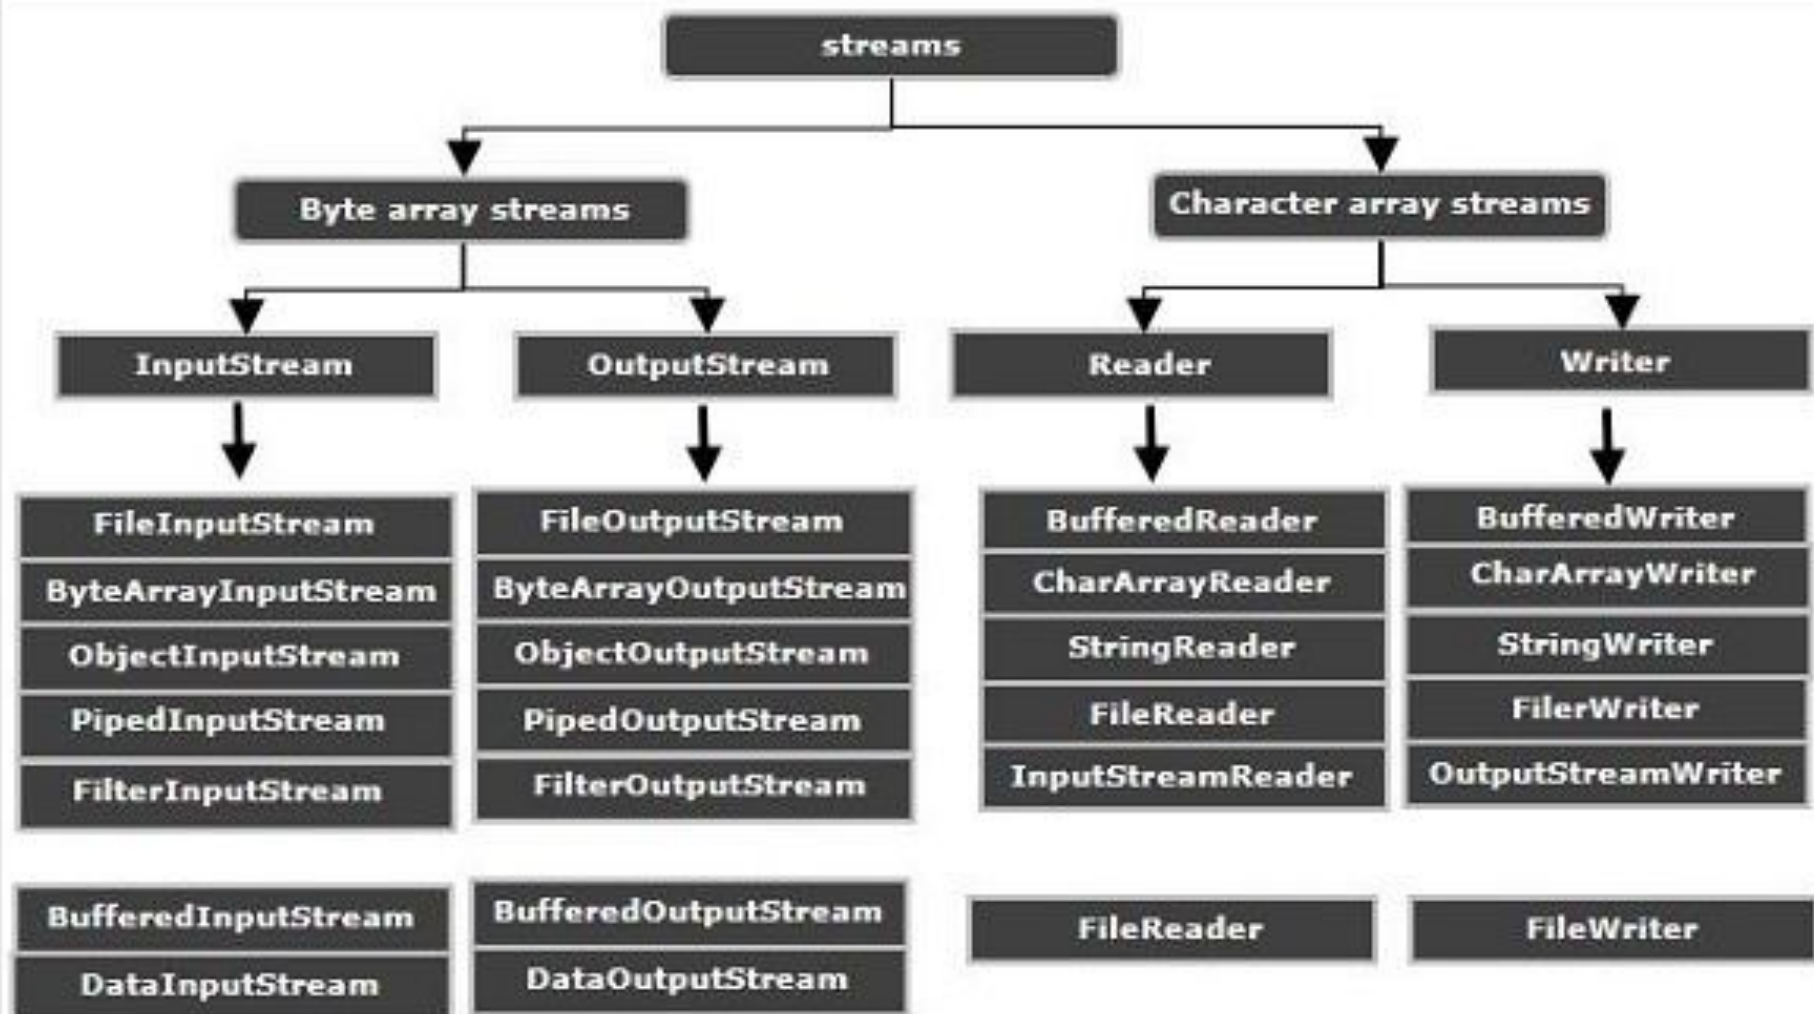 streams
Byte array streams
Character array streams
InputStream
OutputStream
Reader
Writer
FileInputStream
ByteArrayInputStream
ObjectInputStream
PipedInputStream
FilterInputStream
FileOutputStream
ByteArrayOutputStream
ObjectOutputStream
PipedOutputStream
FilterOutputStream
BufferedReader
CharArrayReader
StringReader
FileReader
InputStreamReader
BufferedWriter
CharArrayWriter
StringWriter
FilerWriter
OutputStreamWriter
BufferedInputStream
DataInputStream
BufferedOutputStream
DataOutputStream
FileReader
FileWriter